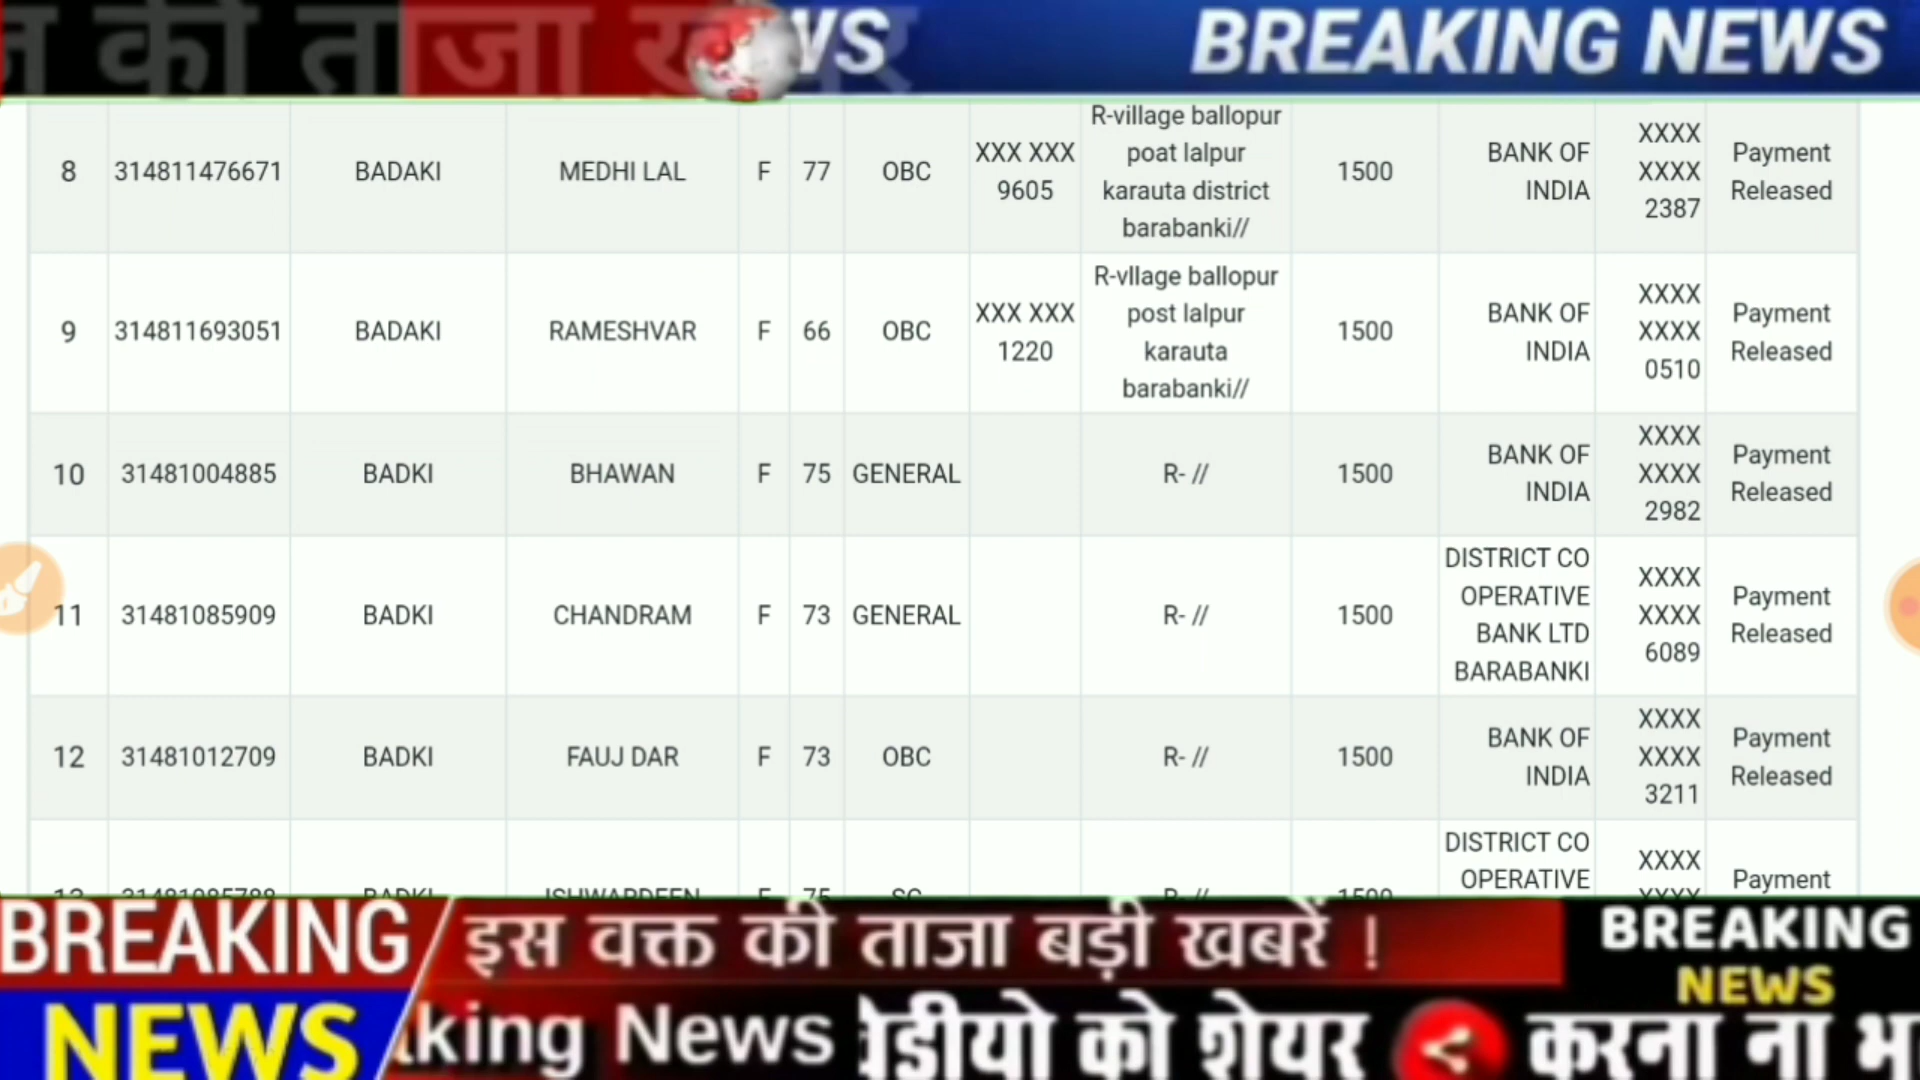 की ताजा
WS
BREAKING NEWS
8 314811476671 BADAKI MEDHI LAL F 77 OBC XXX XXX 9605 R-village ballopur poat lalpur karauta district barabanki// 1500 BANK OF INDIA XXXX XXXX 2387 Payment Released
9 314811693051 BADAKI RAMESHVAR F 66 OBC XXX XXX 1220 R-vllage ballopur post lalpur karauta barabanki// 1500 BANK OF INDIA XXXX XXXX 0510 Payment Released
10 31481004885 BADKI BHAWAN F 75 GENERAL R- // 1500 BANK OF INDIA XXXX XXXX 2982 Payment Released
11 31481085909 BADKI CHANDRAM F 73 GENERAL R- // 1500 DISTRICT CO OPERATIVE BANK LTD BARABANKI XXXX XXXX 6089 Payment Released
12 31481012709 BADKI FAUJ DAR F 73 OBC R- // 1500 BANK OF INDIA XXXX XXXX 3211 Payment Released
DISTRICT CO OPERATIVE XXXX Payment
BREAKING NEWS
इस वक्त की ताजा बड़ी खबरें !
BREAKING NEWS
king News को शेयर करना ना